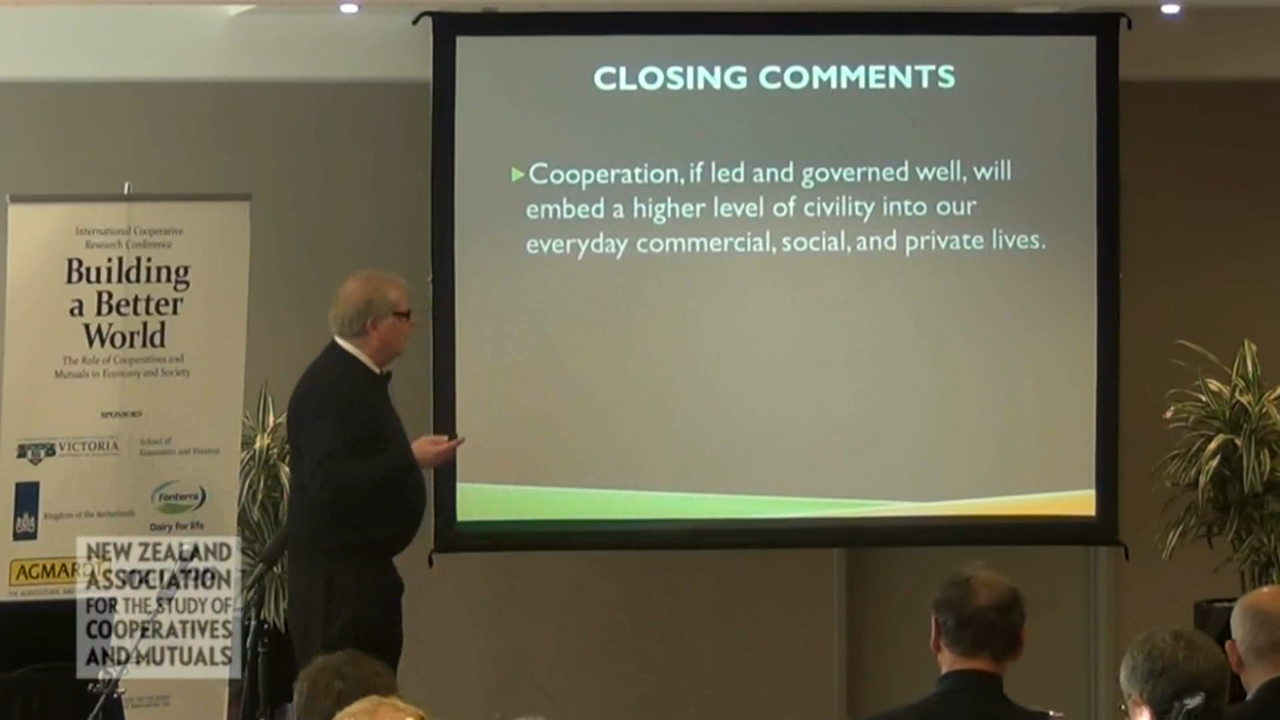 CLOSING COMMENTS
Cooperation, if led and governed well, will
embed a higher level of civility into our
everyday commercial, social, and private lives.
International Cooperative
Research Conference
Building
a Better
World
The Role of Cooperatives and
Mutuals in Economy and Society
SPONSORS
VICTORIA
School of
Economics and Finance
Kingdom of the Netherlands
Fonterra
Dairy for life
AGMARDT
NEW ZEALAND
ASSOCIATION
FOR THE STUDY OF
COOPERATIVES
AND MUTUALS